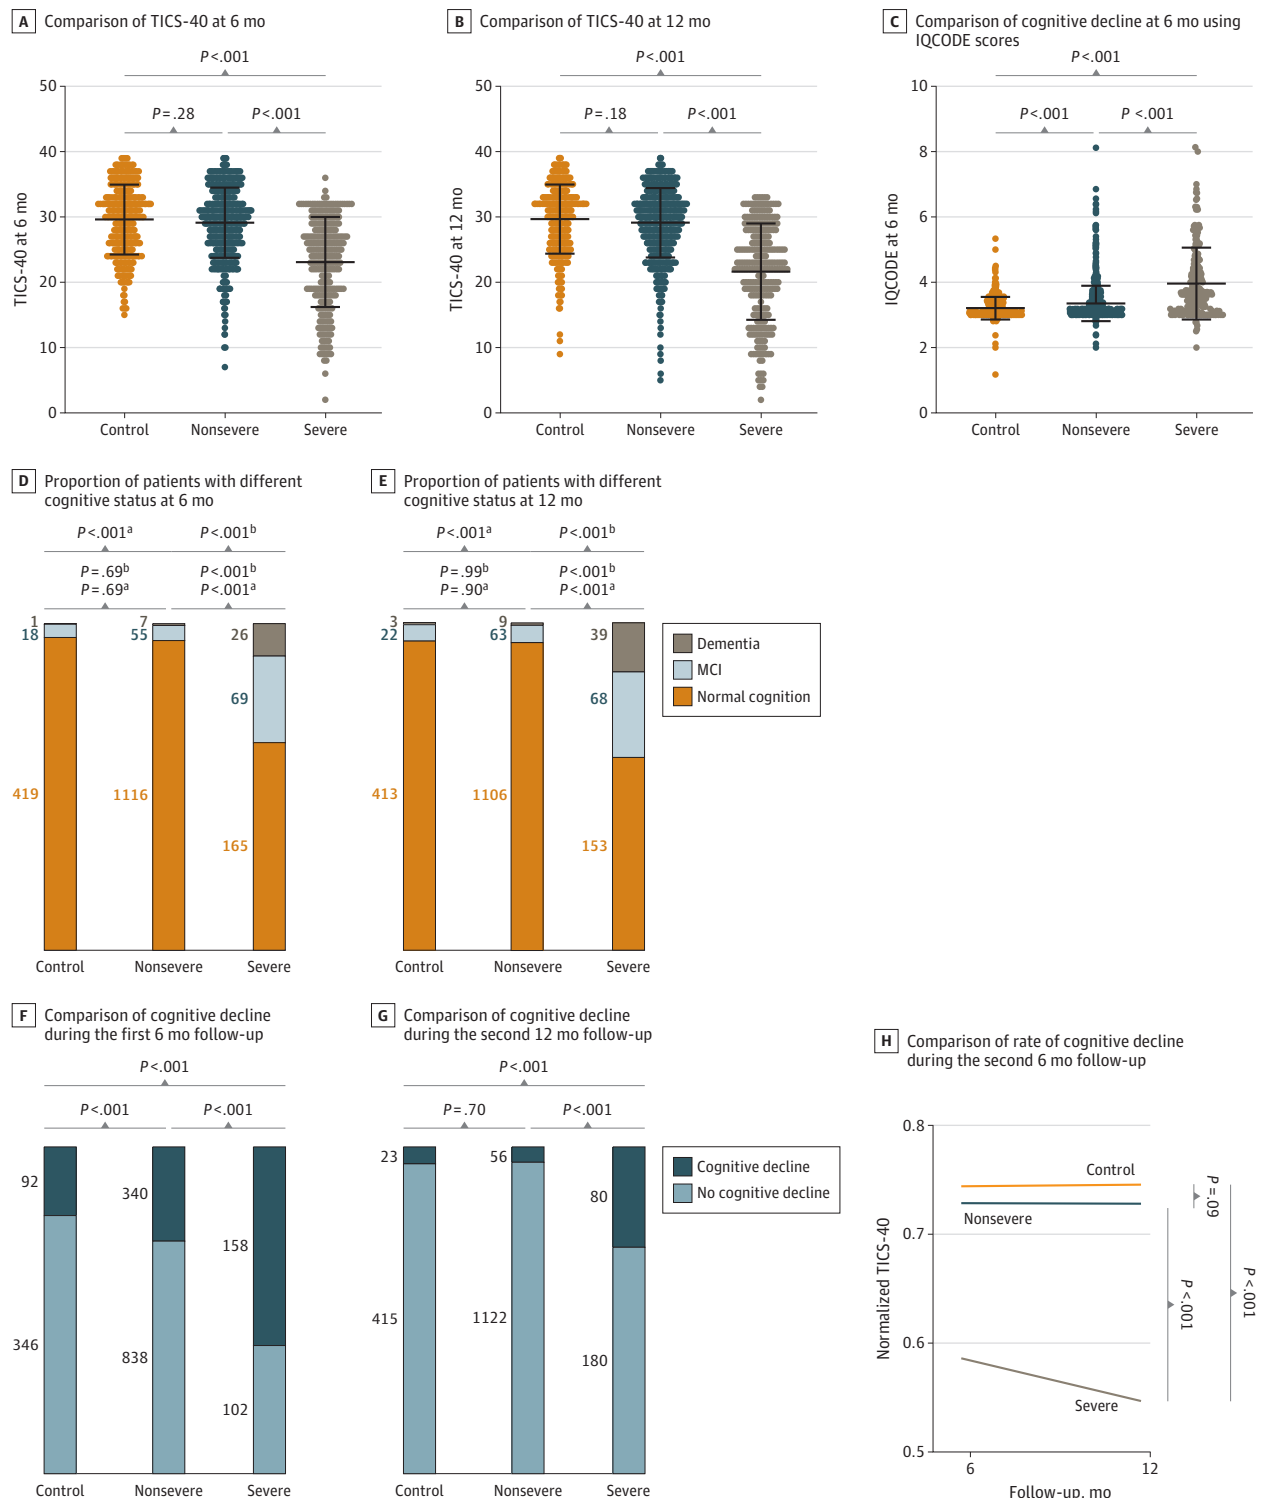 A Comparison of TICS-40 at 6 mo
P<.001
P=.28
P<.001
TICS-40 at 6 mo
50
40
30
20
10
0
Control
Nonsevere
Severe
B Comparison of TICS-40 at 12 mo
P<.001
P=.18
P<.001
TICS-40 at 12 mo
50
40
30
20
10
0
Control
Nonsevere
Severe
C Comparison of cognitive decline at 6 mo using
IQCODE scores
P<.001
P<.001
P<.001
IQCODE at 6 mo
10
8
6
4
2
0
Control
Nonsevere
Severe
D Proportion of patients with different
cognitive status at 6 mo
P<.001a
P<.001b
P=.69b
P<.001b
P=.69a
P<.001a
1
18
419
7
55
1116
26
69
165
Control
Nonsevere
Severe
E Proportion of patients with different
cognitive status at 12 mo
P<.001a
P<.001b
P=.99b
P<.001b
P=.90a
P<.001a
3
22
413
9
63
1106
39
68
153
Control
Nonsevere
Severe
Dementia
MCI
Normal cognition
F Comparison of cognitive decline
during the first 6 mo follow-up
P<.001
P<.001
P<.001
92
346
340
838
158
102
Control
Nonsevere
Severe
G Comparison of cognitive decline
during the second 12 mo follow-up
P<.001
P=.70
P<.001
23
415
56
1122
80
180
Control
Nonsevere
Severe
Cognitive decline
No cognitive decline
H Comparison of rate of cognitive decline
during the second 6 mo follow-up
Normalized TICS-40
0.8
0.7
0.6
0.5
Control
Nonsevere
Severe
P=.09
P<.001
P<.001
6
12
Follow-up, mo